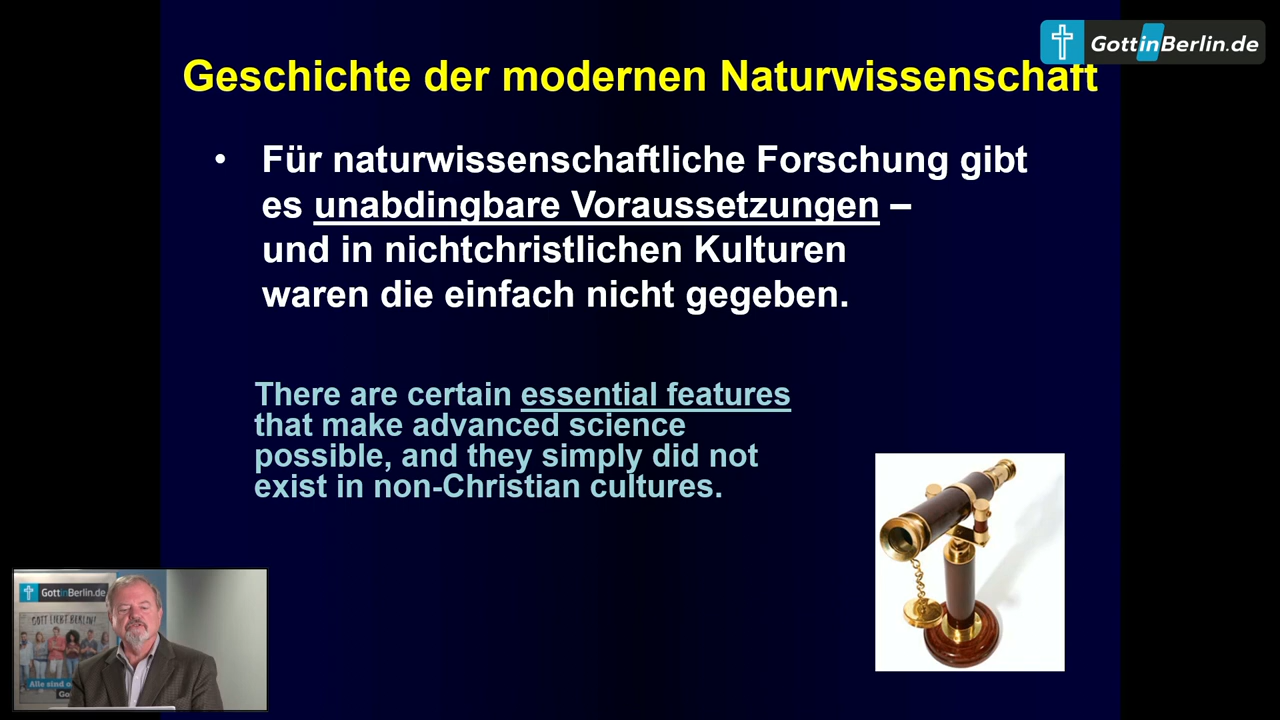 GottinBerlin.de
Geschichte der modernen Naturwissenschaft
• Für naturwissenschaftliche Forschung gibt
es unabdingbare Voraussetzungen –
und in nichtchristlichen Kulturen
waren die einfach nicht gegeben.
There are certain essential features
that make advanced science
possible, and they simply did not
exist in non-Christian cultures.
GottinBerlin.de
GOTT LIEBT BERLIN!
Alle sind